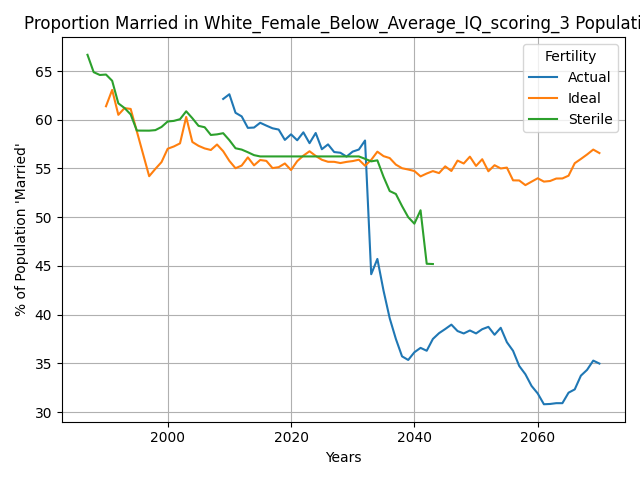 Proportion Married in White_Female_Below_Average_IQ_scoring_3 Populati
% of Population 'Married'
65
60
55
50
45
40
35
30
2000
2020
2040
2060
Years
Fertility
Actual
Ideal
Sterile